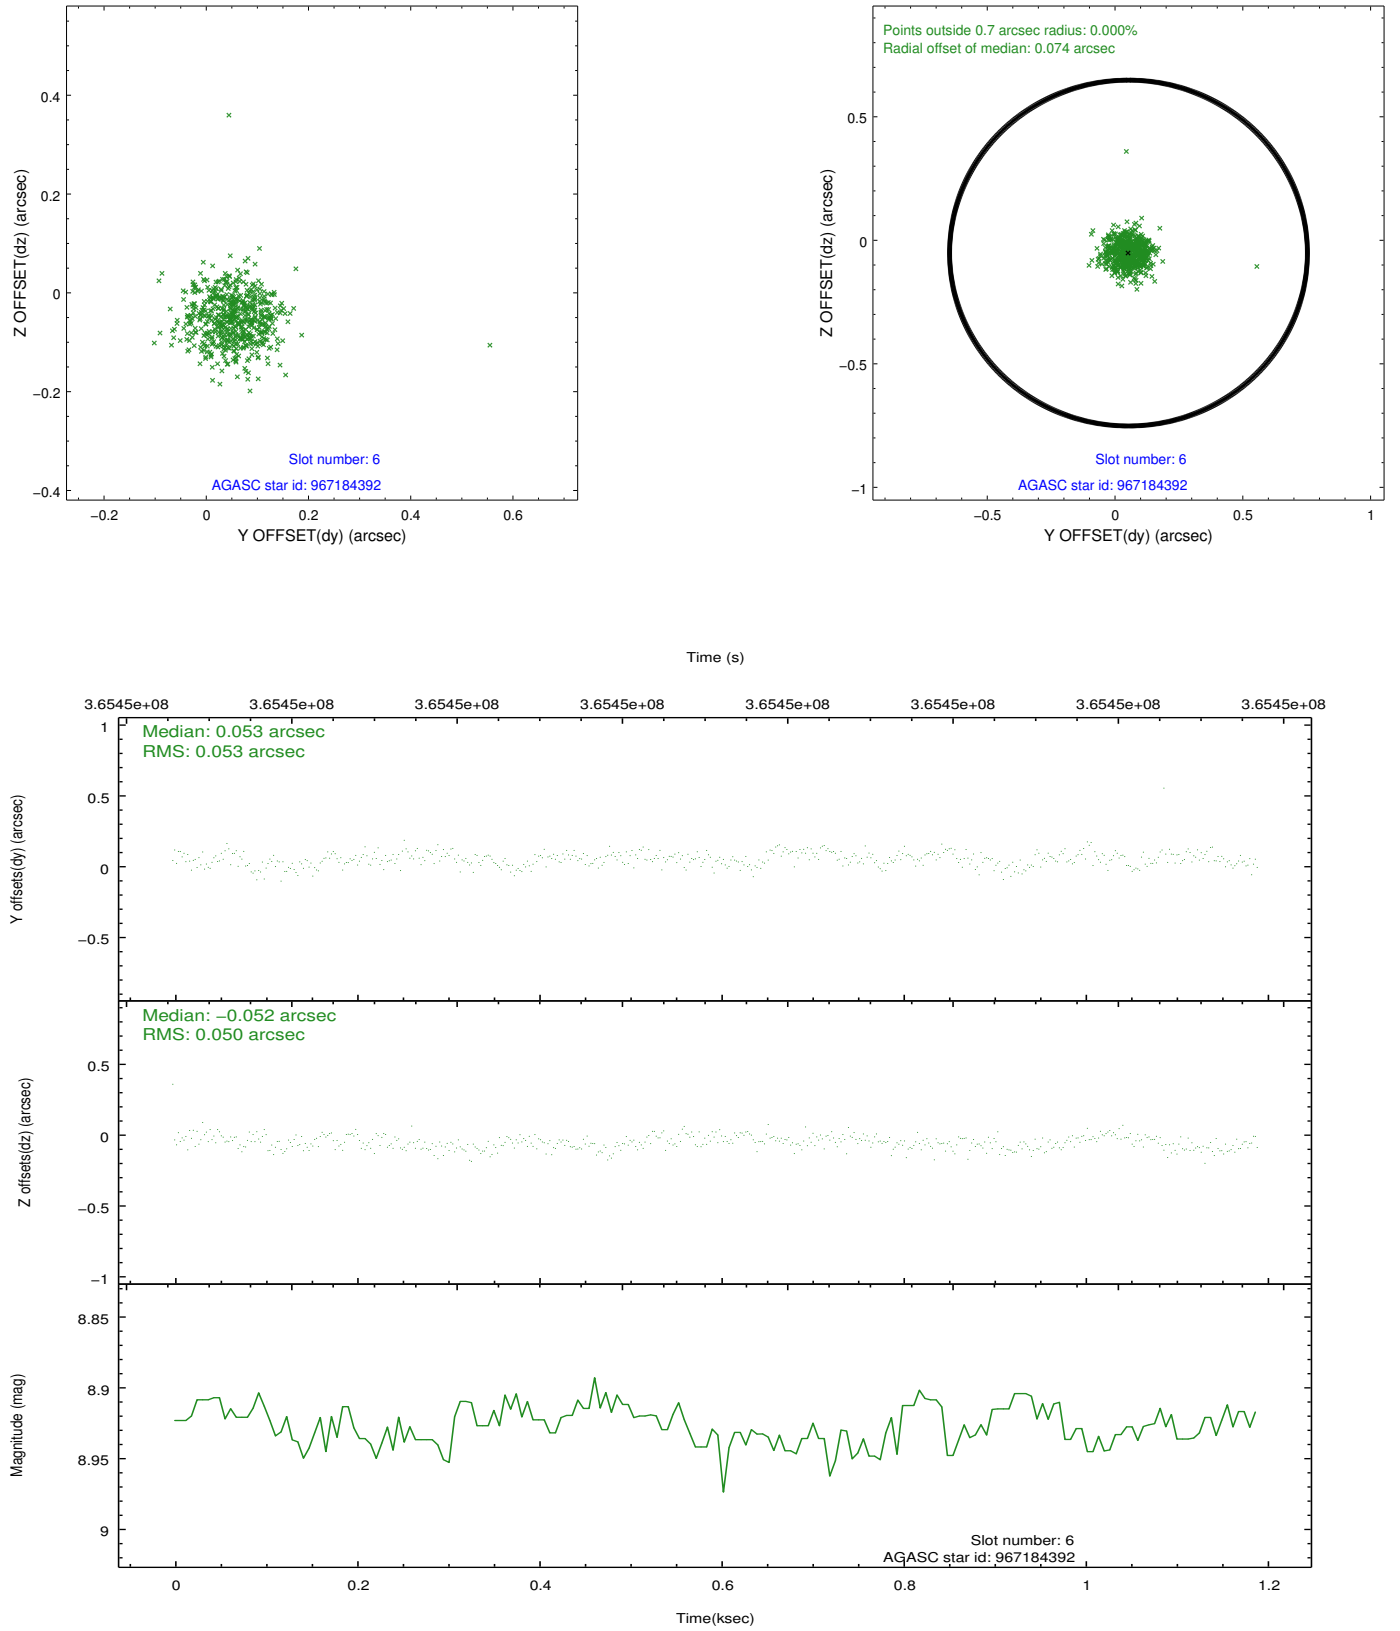 0.4
0.2
0
−0.2
−0.4
Z OFFSET(dz) (arcsec)
−0.2 0 0.2 0.4 0.6
Y OFFSET(dy) (arcsec)
Slot number: 6
AGASC star id: 967184392
Points outside 0.7 arcsec radius: 0.000%
Radial offset of median: 0.074 arcsec
0.5
0
−0.5
−1
Z OFFSET(dz) (arcsec)
−0.5 0 0.5 1
Y OFFSET(dy) (arcsec)
Slot number: 6
AGASC star id: 967184392
Time (s)
3.6545e+08 3.6545e+08 3.6545e+08 3.6545e+08 3.6545e+08 3.6545e+08 3.6545e+08 3.6545e+08
Median: 0.053 arcsec
RMS: 0.053 arcsec
1
0.5
0
−0.5
Y offsets(dy) (arcsec)
Median: −0.052 arcsec
RMS: 0.050 arcsec
0.5
0
−0.5
−1
Z offsets(dz) (arcsec)
8.85
8.9
8.95
9
Magnitude (mag)
Slot number: 6
AGASC star id: 967184392
0 0.2 0.4 0.6 0.8 1 1.2
Time(ksec)